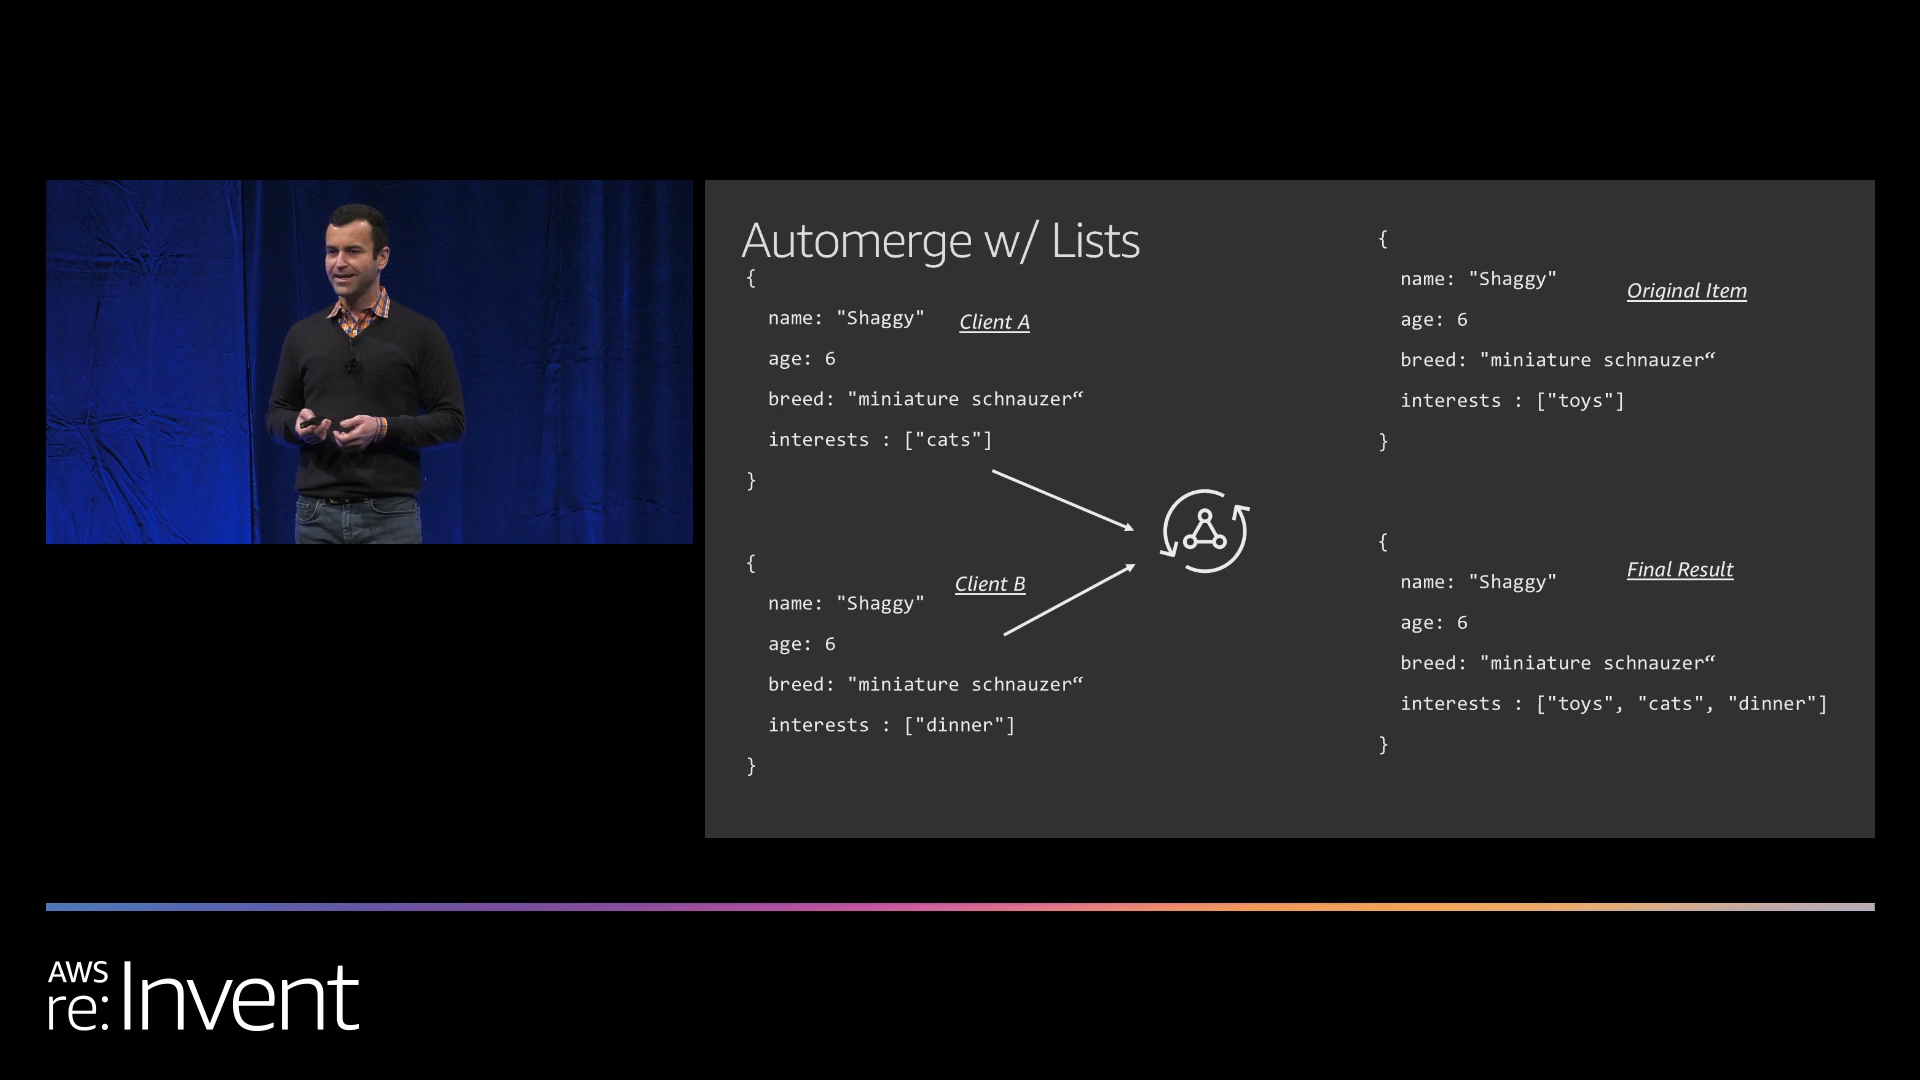 Automerge w/ Lists
{
name: "Shaggy"
Client A
age: 6
breed: "miniature schnauzer“
interests : ["cats"]
}
{
Client B
name: "Shaggy"
age: 6
breed: "miniature schnauzer“
interests : ["dinner"]
}
{
name: "Shaggy"
Original Item
age: 6
breed: "miniature schnauzer“
interests : ["toys"]
}
{
Final Result
name: "Shaggy"
age: 6
breed: "miniature schnauzer“
interests : ["toys", "cats", "dinner"]
}
AWS
re:Invent